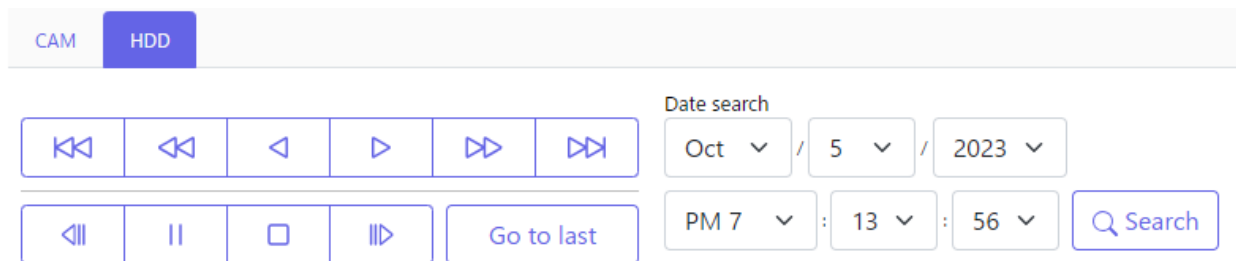 CAM HDD
Date search
Oct / 5 / 2023
PM 7 : 13 : 56 Search
Go to last